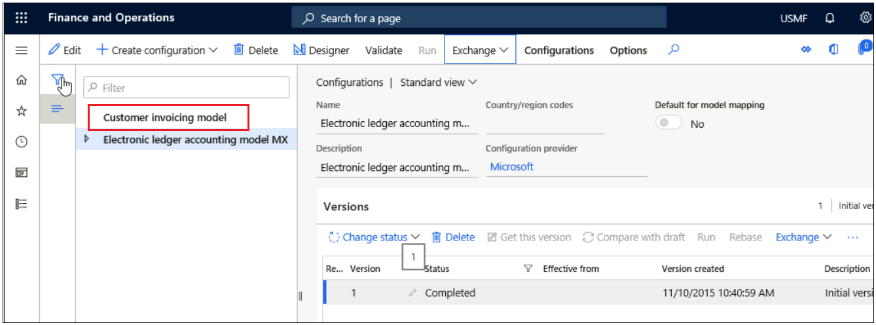 Finance and Operations Search for a page USMF
Edit Create configuration Delete Designer Validate Run Exchange Configurations Options
Filter
Customer invoicing model
Electronic ledger accounting model MX
Configurations | Standard view
Name Country/region codes Default for model mapping
Electronic ledger accounting m... No
Description Configuration provider
Electronic ledger accounting m... Microsoft
Versions 1 Initial ver
Change status Delete Get this version Compare with draft Run Rebase Exchange ...
1
Re... Version Status Effective from Version created Description
1 Completed 11/10/2015 10:40:59 AM Initial versi